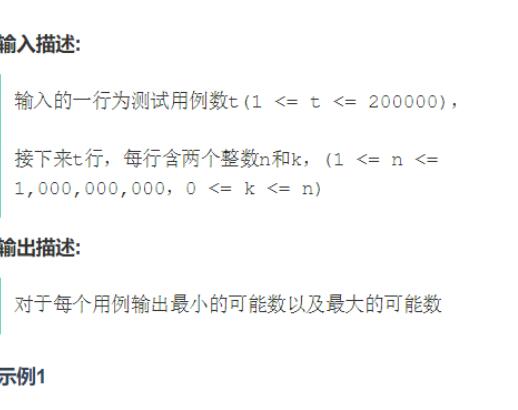 输入描述:
输入的一行为测试用例数t(1 <= t <= 200000)，
接下来t行，每行含两个整数n和k，(1 <= n <=
1,000,000,000，0 <= k <= n)
输出描述:
对于每个用例输出最小的可能数以及最大的可能数
示例1